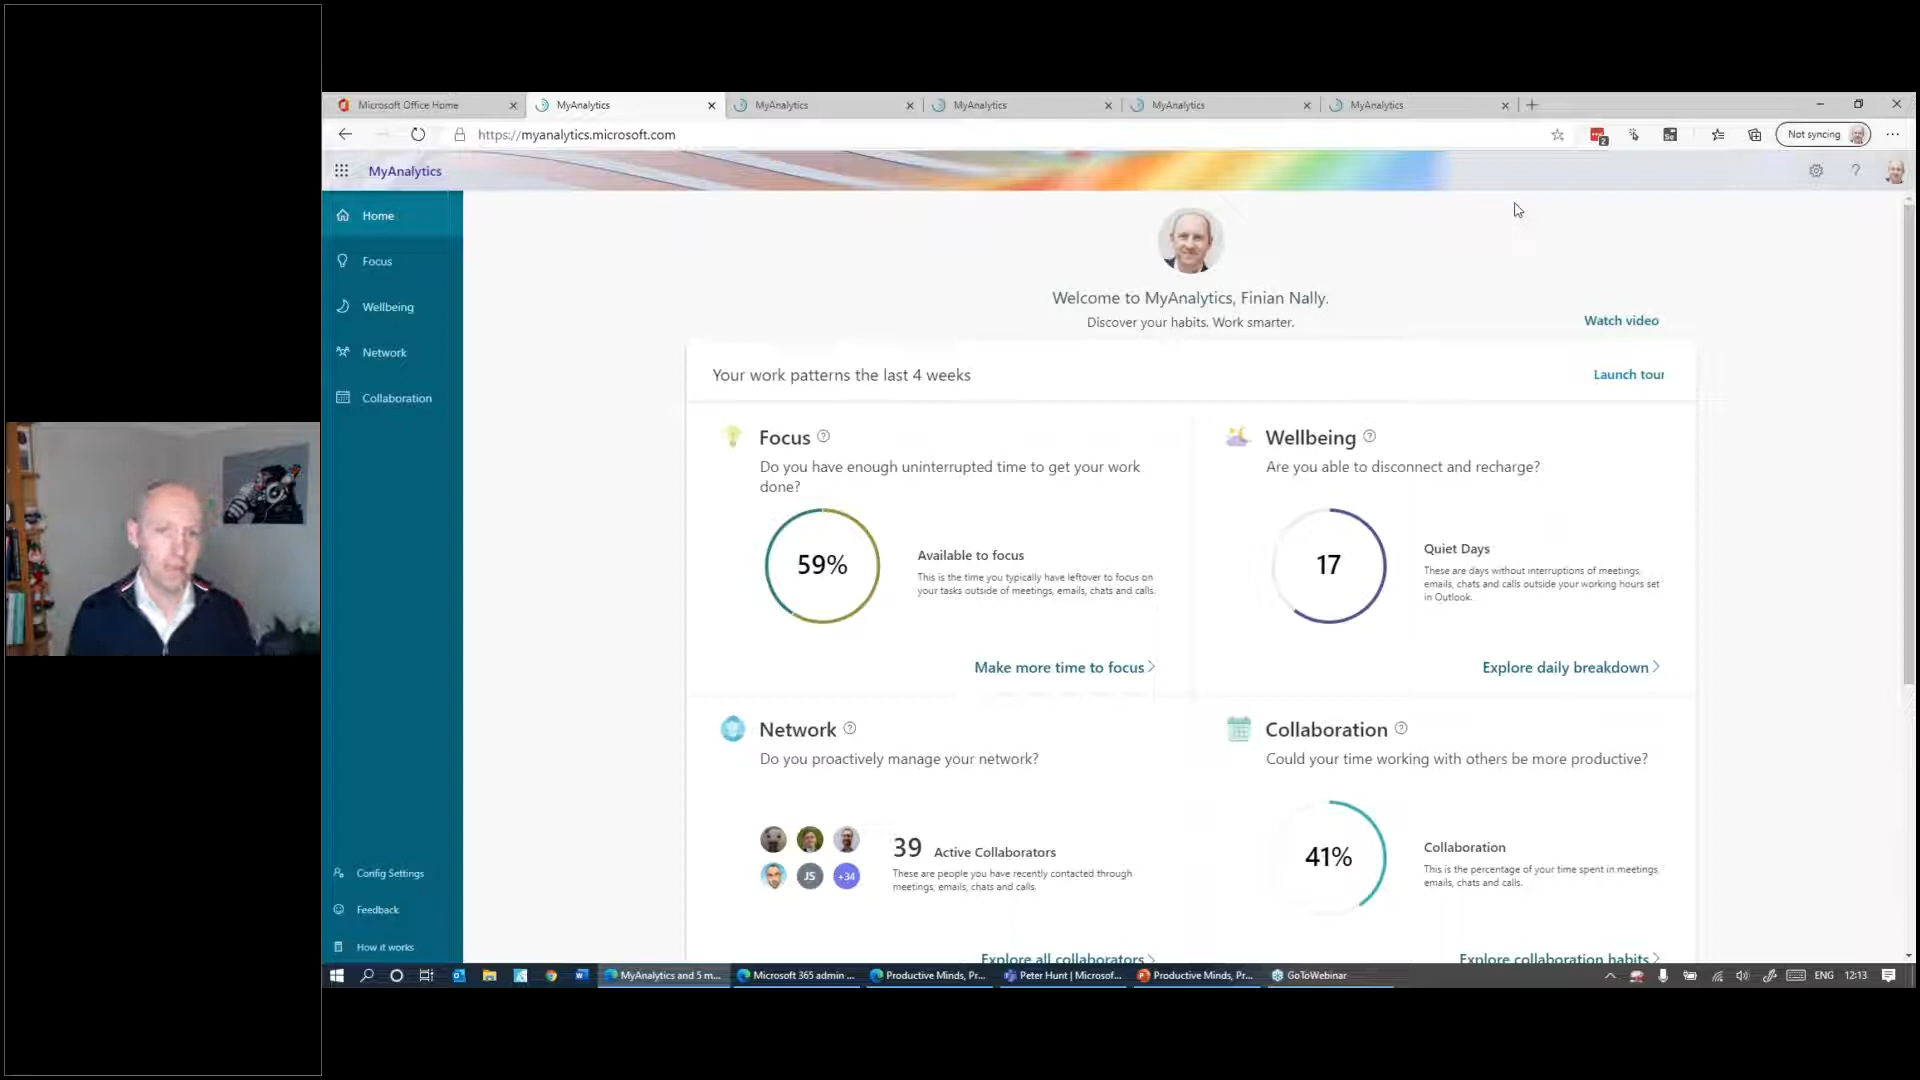 Microsoft Office Home
MyAnalytics
MyAnalytics
MyAnalytics
MyAnalytics
MyAnalytics
https://myanalytics.microsoft.com
Not syncing
MyAnalytics
Home
Focus
Wellbeing
Network
Collaboration
Config Settings
Feedback
How it works
Welcome to MyAnalytics, Finian Nally.
Discover your habits. Work smarter.
Watch video
Your work patterns the last 4 weeks
Launch tour
Focus
Do you have enough uninterrupted time to get your work
done?
59%
Available to focus
This is the time you typically have leftover to focus on
your tasks outside of meetings, emails, chats and calls.
Make more time to focus
Wellbeing
Are you able to disconnect and recharge?
17
Quiet Days
These are days without interruptions of meetings,
emails, chats and calls outside your working hours set
in Outlook.
Explore daily breakdown
Network
Do you proactively manage your network?
JS
+34
39 Active Collaborators
These are people you have recently contacted through
meetings, emails, chats and calls.
Explore all collaborators
Collaboration
Could your time working with others be more productive?
41%
Collaboration
This is the percentage of your time spent in meetings,
emails, chats and calls.
Explore collaboration habits
MyAnalytics and 5 m...
Microsoft 365 admin ...
Productive Minds, Pr...
Peter Hunt | Microsof...
Productive Minds, Pr...
GoToWebinar
ENG
12:13